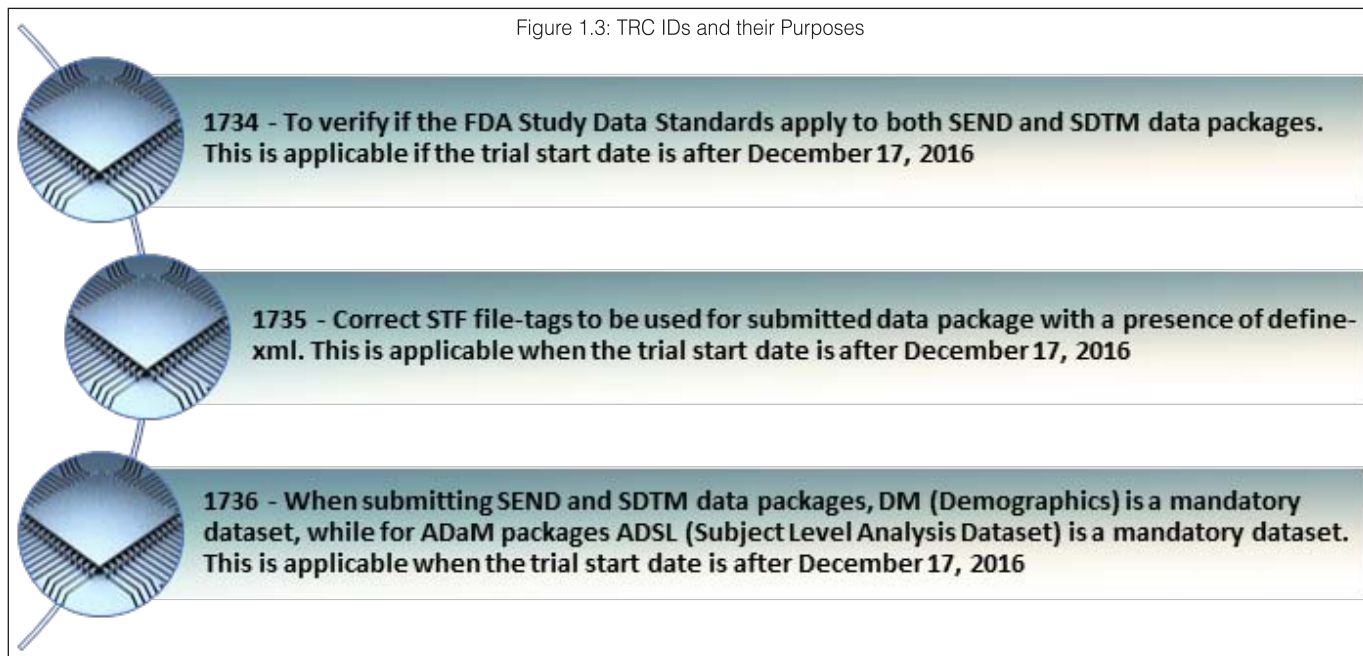 Figure 1.3: TRC IDs and their Purposes
1734 - To verify if the FDA Study Data Standards apply to both SEND and SDTM data packages.
This is applicable if the trial start date is after December 17, 2016
1735 - Correct STF file-tags to be used for submitted data package with a presence of define-
xml. This is applicable when the trial start date is after December 17, 2016
1736 - When submitting SEND and SDTM data packages, DM (Demographics) is a mandatory
dataset, while for ADaM packages ADSL (Subject Level Analysis Dataset) is a mandatory dataset.
This is applicable when the trial start date is after December 17, 2016